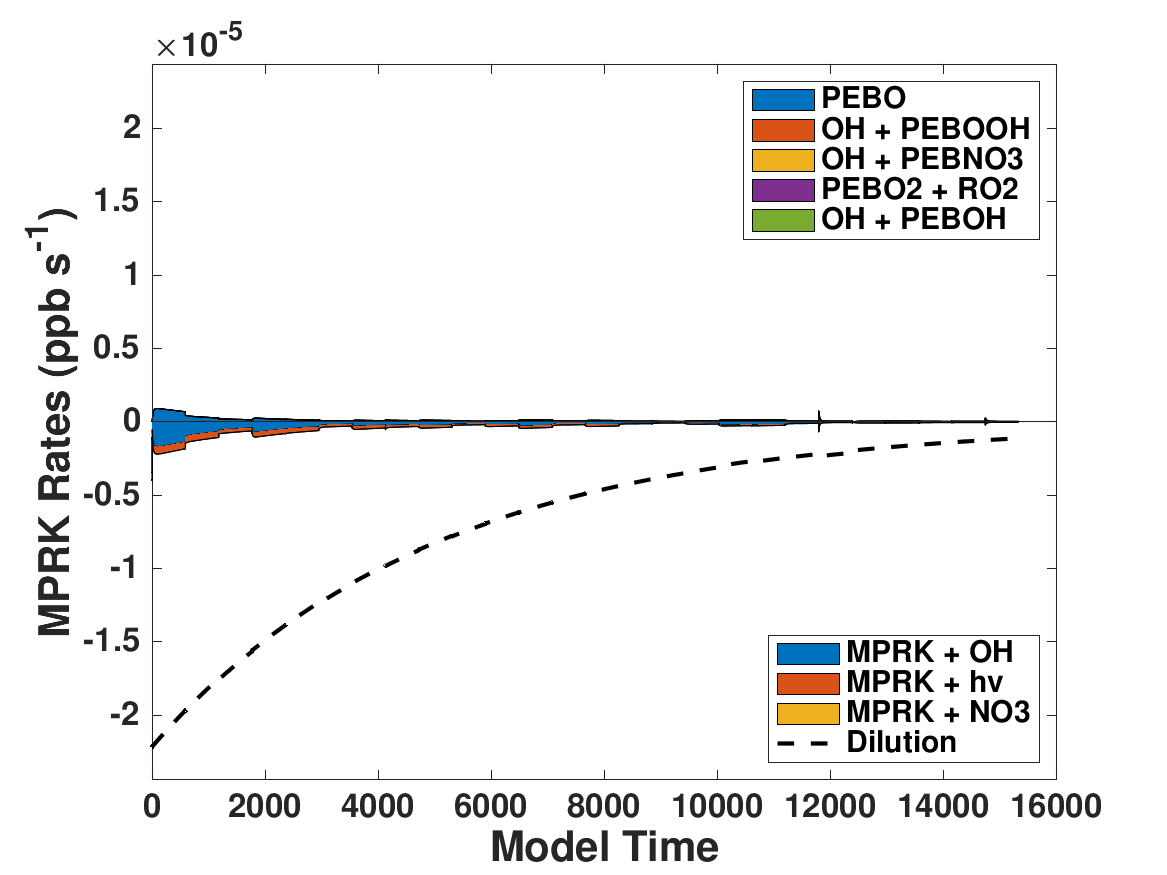 ×10-5
2
1.5
1
0.5
0
-0.5
-1
-1.5
-2
MPRK Rates (ppb s-1)
PEBO
OH + PEBOOH
OH + PEBNO3
PEBO2 + RO2
OH + PEBOH
MPRK + OH
MPRK + hv
MPRK + NO3
Dilution
0 2000 4000 6000 8000 10000 12000 14000 16000
Model Time